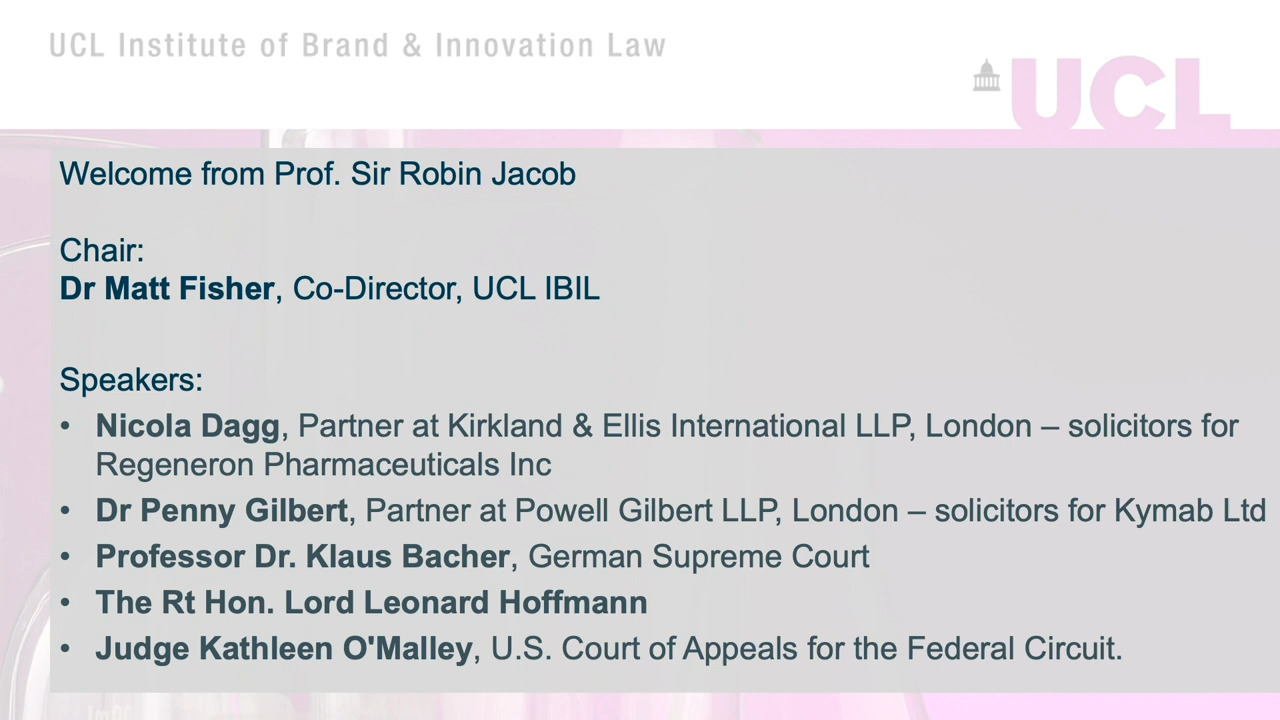 UCL Institute of Brand & Innovation Law
UCL
Welcome from Prof. Sir Robin Jacob
Chair:
Dr Matt Fisher, Co-Director, UCL IBIL
Speakers:
• Nicola Dagg, Partner at Kirkland & Ellis International LLP, London – solicitors for
Regeneron Pharmaceuticals Inc
• Dr Penny Gilbert, Partner at Powell Gilbert LLP, London – solicitors for Kymab Ltd
• Professor Dr. Klaus Bacher, German Supreme Court
• The Rt Hon. Lord Leonard Hoffmann
• Judge Kathleen O'Malley, U.S. Court of Appeals for the Federal Circuit.